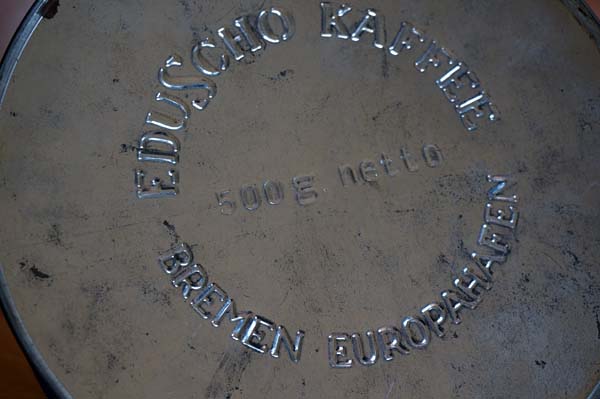 EDUSCHO KAFFEE
500 g netto
BREMEN EUROPAHAFEN